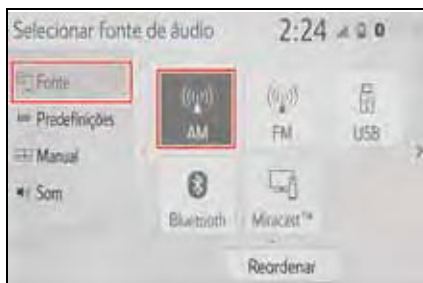 Selecionar fonte de áudio 2:24
Fonte
Predefinições
Manual
Som
AM
FM
USB
Bluetooth
Miracast™
Reordenar